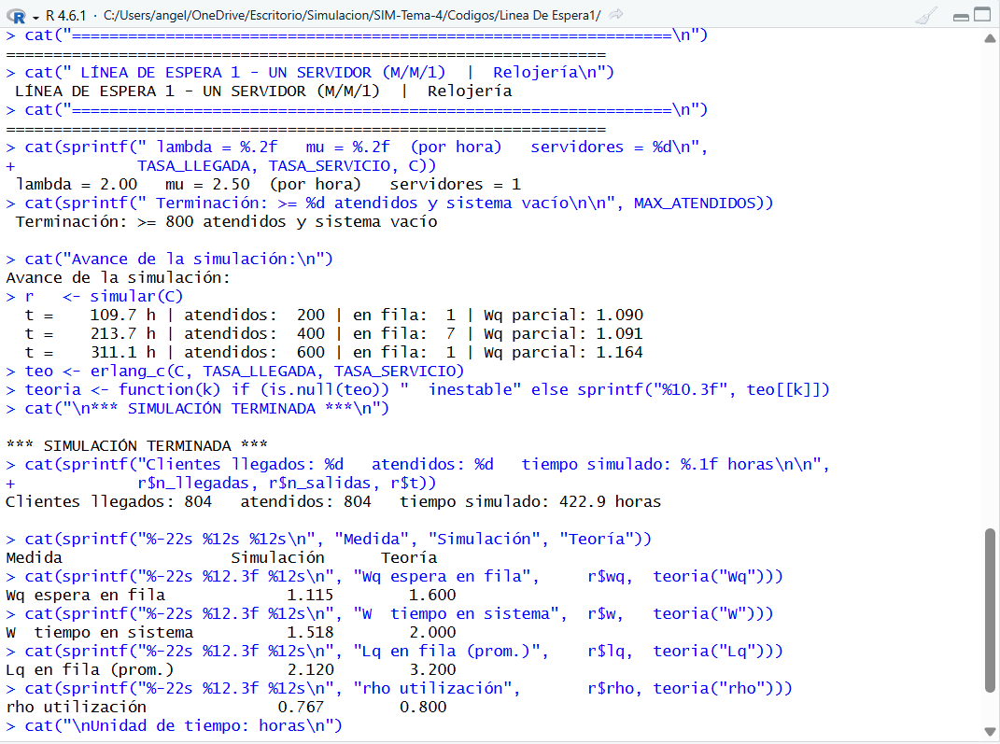 R 4.6.1 · C:/Users/angel/OneDrive/Escritorio/Simulacion/SIM-Tema-4/Codigos/Linea De Espera1/
> cat("================================================================\n")
================================================================
> cat(" LÍNEA DE ESPERA 1 - UN SERVIDOR (M/M/1)  |  Relojería\n")
 LÍNEA DE ESPERA 1 - UN SERVIDOR (M/M/1)  |  Relojería
> cat("================================================================\n")
================================================================
> cat(sprintf(" lambda = %.2f   mu = %.2f  (por hora)   servidores = %d\n",
+             TASA_LLEGADA, TASA_SERVICIO, C))
 lambda = 2.00   mu = 2.50  (por hora)   servidores = 1
> cat(sprintf(" Terminación: >= %d atendidos y sistema vacío\n\n", MAX_ATENDIDOS))
 Terminación: >= 800 atendidos y sistema vacío
> cat("Avance de la simulación:\n")
Avance de la simulación:
> r   <- simular(C)
  t =    109.7 h | atendidos:  200 | en fila:  1 | Wq parcial: 1.090
  t =    213.7 h | atendidos:  400 | en fila:  7 | Wq parcial: 1.091
  t =    311.1 h | atendidos:  600 | en fila:  1 | Wq parcial: 1.164
> teo <- erlang_c(C, TASA_LLEGADA, TASA_SERVICIO)
> teoria <- function(k) if (is.null(teo)) "  inestable" else sprintf("%10.3f", teo[[k]])
> cat("\n*** SIMULACIÓN TERMINADA ***\n")
*** SIMULACIÓN TERMINADA ***
> cat(sprintf("Clientes llegados: %d   atendidos: %d   tiempo simulado: %.1f horas\n\n",
+             r$n_llegadas, r$n_salidas, r$t))
Clientes llegados: 804   atendidos: 804   tiempo simulado: 422.9 horas
> cat(sprintf("%-22s %12s %12s\n", "Medida", "Simulación", "Teoría"))
Medida                  Simulación      Teoría
> cat(sprintf("%-22s %12.3f %12s\n", "Wq espera en fila",     r$wq,  teoria("Wq")))
Wq espera en fila             1.115        1.600
> cat(sprintf("%-22s %12.3f %12s\n", "W  tiempo en sistema",  r$w,   teoria("W")))
W  tiempo en sistema          1.518        2.000
> cat(sprintf("%-22s %12.3f %12s\n", "Lq en fila (prom.)",    r$lq,  teoria("Lq")))
Lq en fila (prom.)            2.120        3.200
> cat(sprintf("%-22s %12.3f %12s\n", "rho utilización",       r$rho, teoria("rho")))
rho utilización              0.767        0.800
> cat("\nUnidad de tiempo: horas\n")